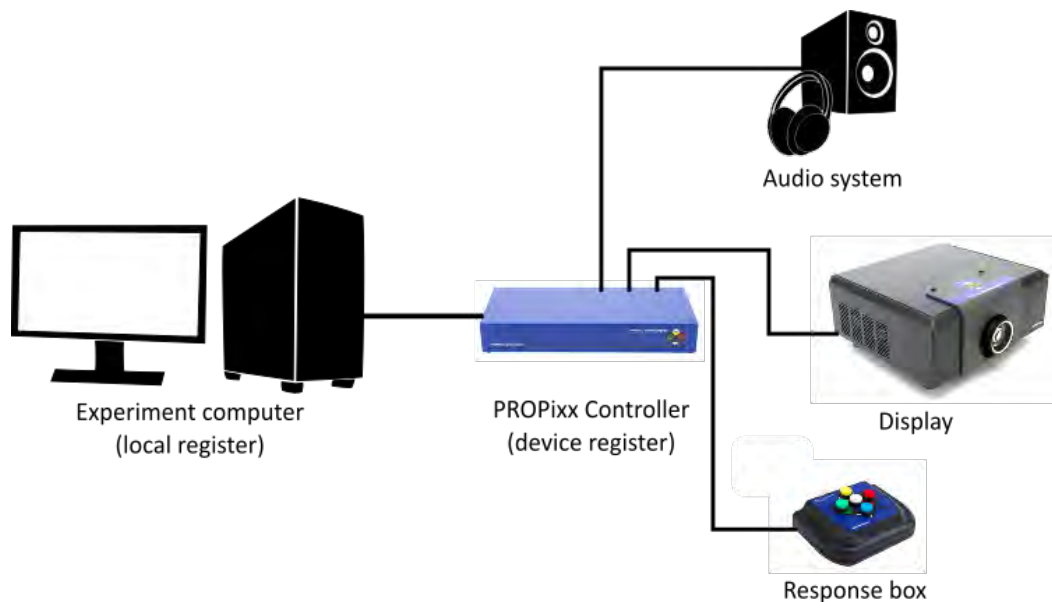 Audio system
Experiment computer
(local register)
PROPixx Controller
(device register)
Display
Response box